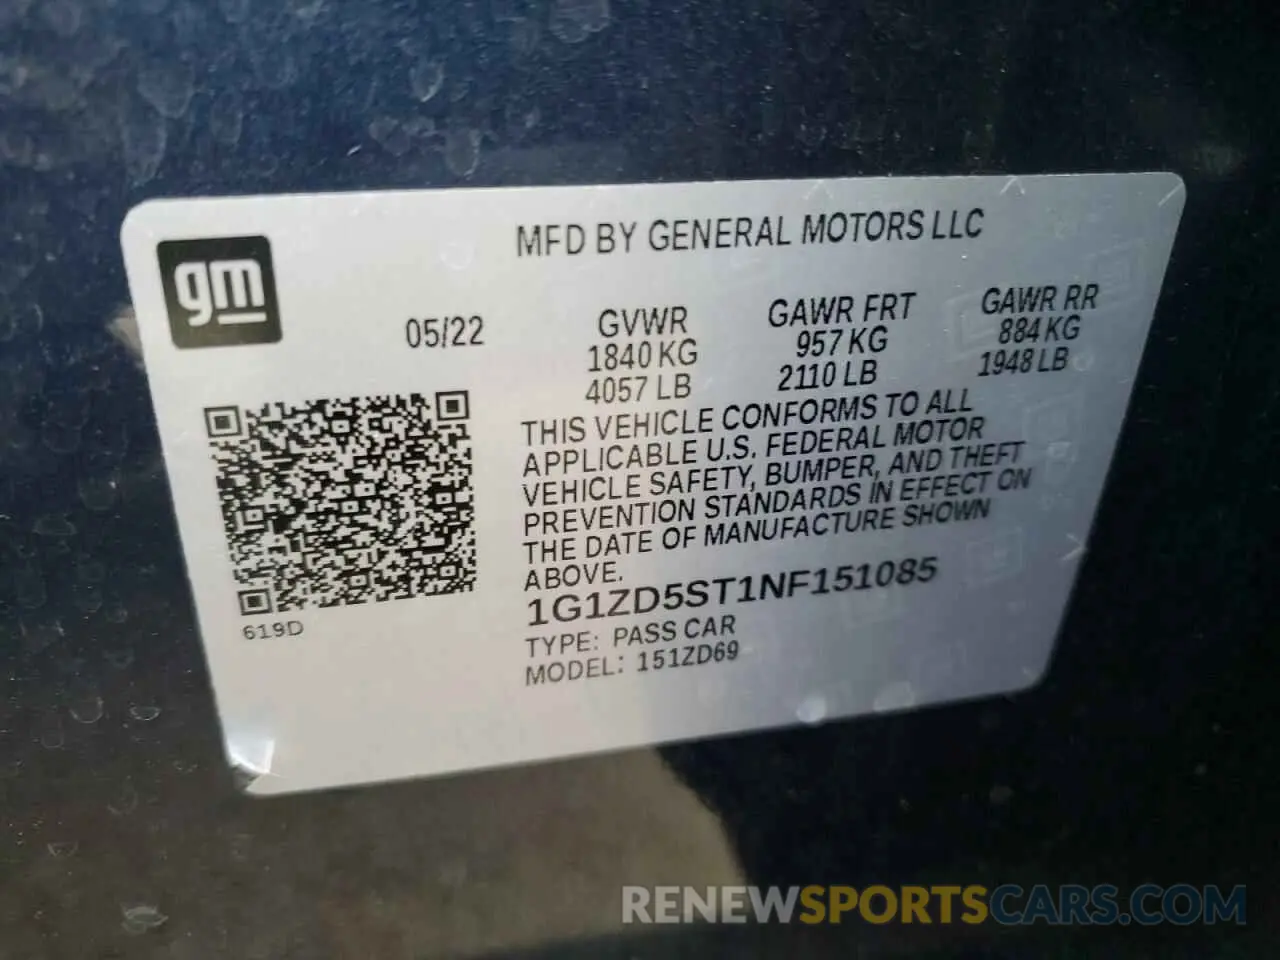 MFD BY GENERAL MOTORS LLC
gm
05/22
GVWR
1840 KG
4057 LB
GAWR FRT
957 KG
2110 LB
GAWR RR
884 KG
1948 LB
THIS VEHICLE CONFORMS TO ALL
APPLICABLE U.S. FEDERAL MOTOR
VEHICLE SAFETY, BUMPER, AND THEFT
PREVENTION STANDARDS IN EFFECT ON
THE DATE OF MANUFACTURE SHOWN
ABOVE.
1G1ZD5ST1NF151085
TYPE: PASS CAR
MODEL: 151ZD69
619D
RENEWSPORTSCARS.COM